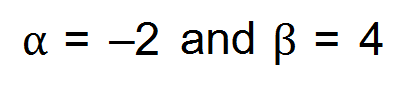 α = –2 and β = 4